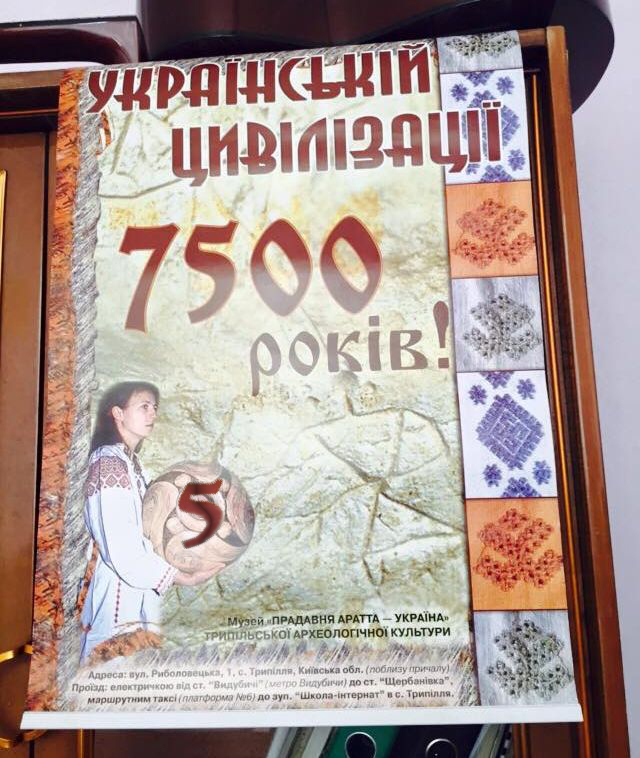 УКРАЇНСЬКІЙ
ЦИВІЛІЗАЦІЇ
7500
років!
5
Музей «ПРАДАВНЯ АРАТТА – УКРАЇНА»
ТРИПІЛЬСЬКОЇ АРХЕОЛОГІЧНОЇ КУЛЬТУРИ
Адреса: вул. Риболовецька, 1, с. Трипілля, Київська обл. (поблизу причалу)
Проїзд: електричкою від ст. "Видубичі" (метро Видубичи) до ст. "Щербанівка",
маршрутним таксі (платформа №6) до зуп. "Школа-інтернат" в с. Трипілля.